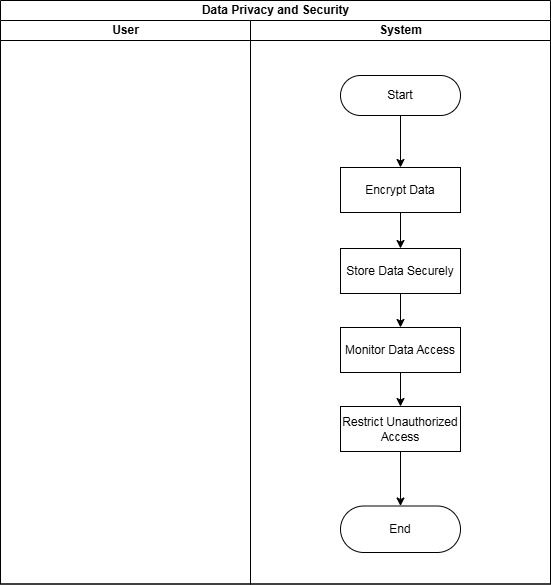 Data Privacy and Security
User
System
Start
Encrypt Data
Store Data Securely
Monitor Data Access
Restrict Unauthorized
Access
End